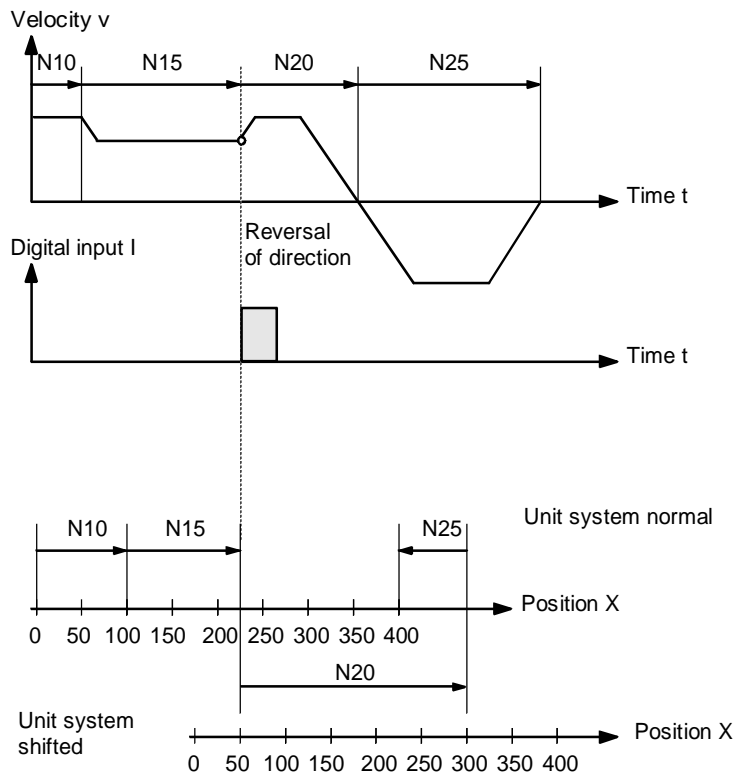 Velocity v
N10 N15 N20 N25
Time t
Reversal
of direction
Digital input I
Time t
N10 N15 N25 Unit system normal
Position X
0 50 100 150 200 250 300 350 400
N20
Unit system
shifted
Position X
0 50 100 150 200 250 300 350 400